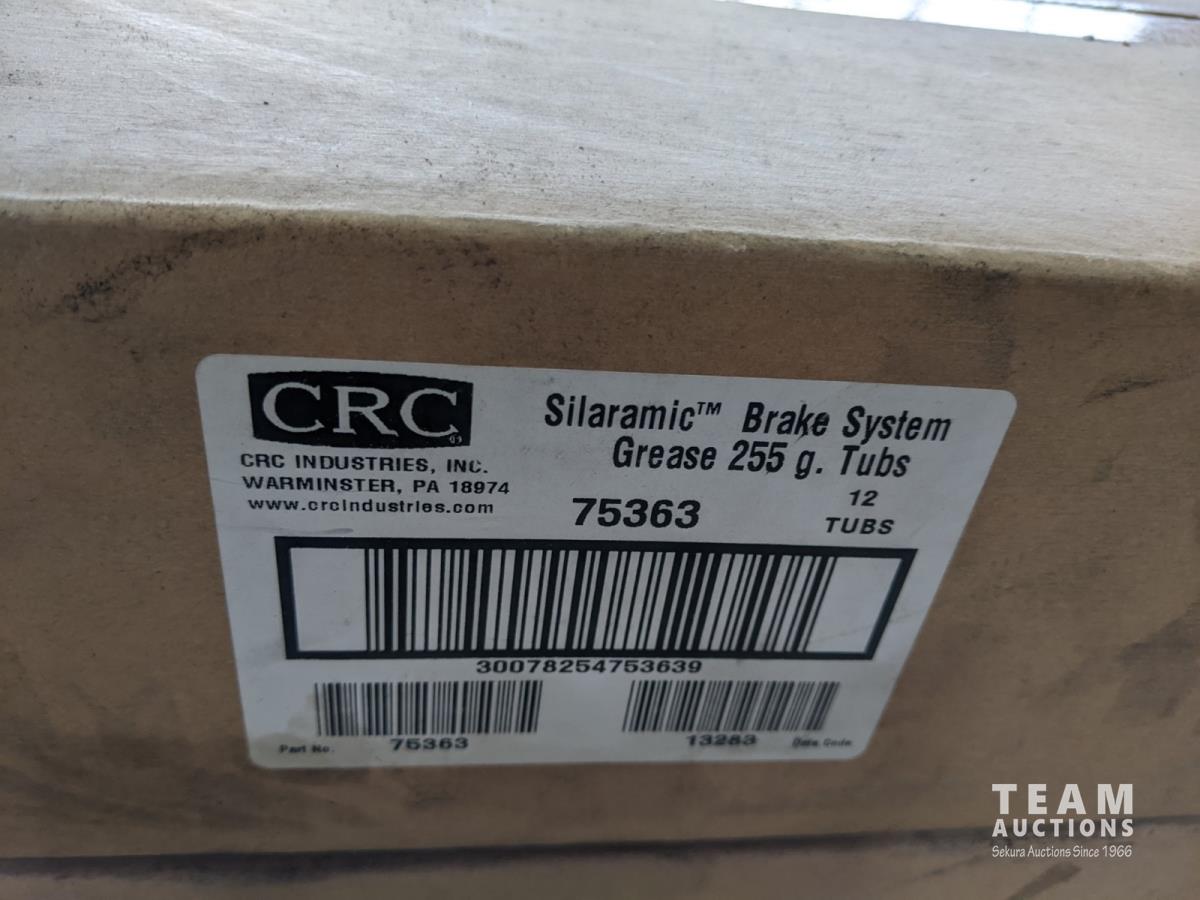 CRC®
CRC INDUSTRIES, INC.
WARMINSTER, PA 18974
www.crcindustries.com
Silaramic™ Brake System
Grease 255 g. Tubs
75363
12
TUBS
30078254753639
Part No. 75363
13283 Date Code
TEAM
AUCTIONS
Sekura Auctions Since 1966